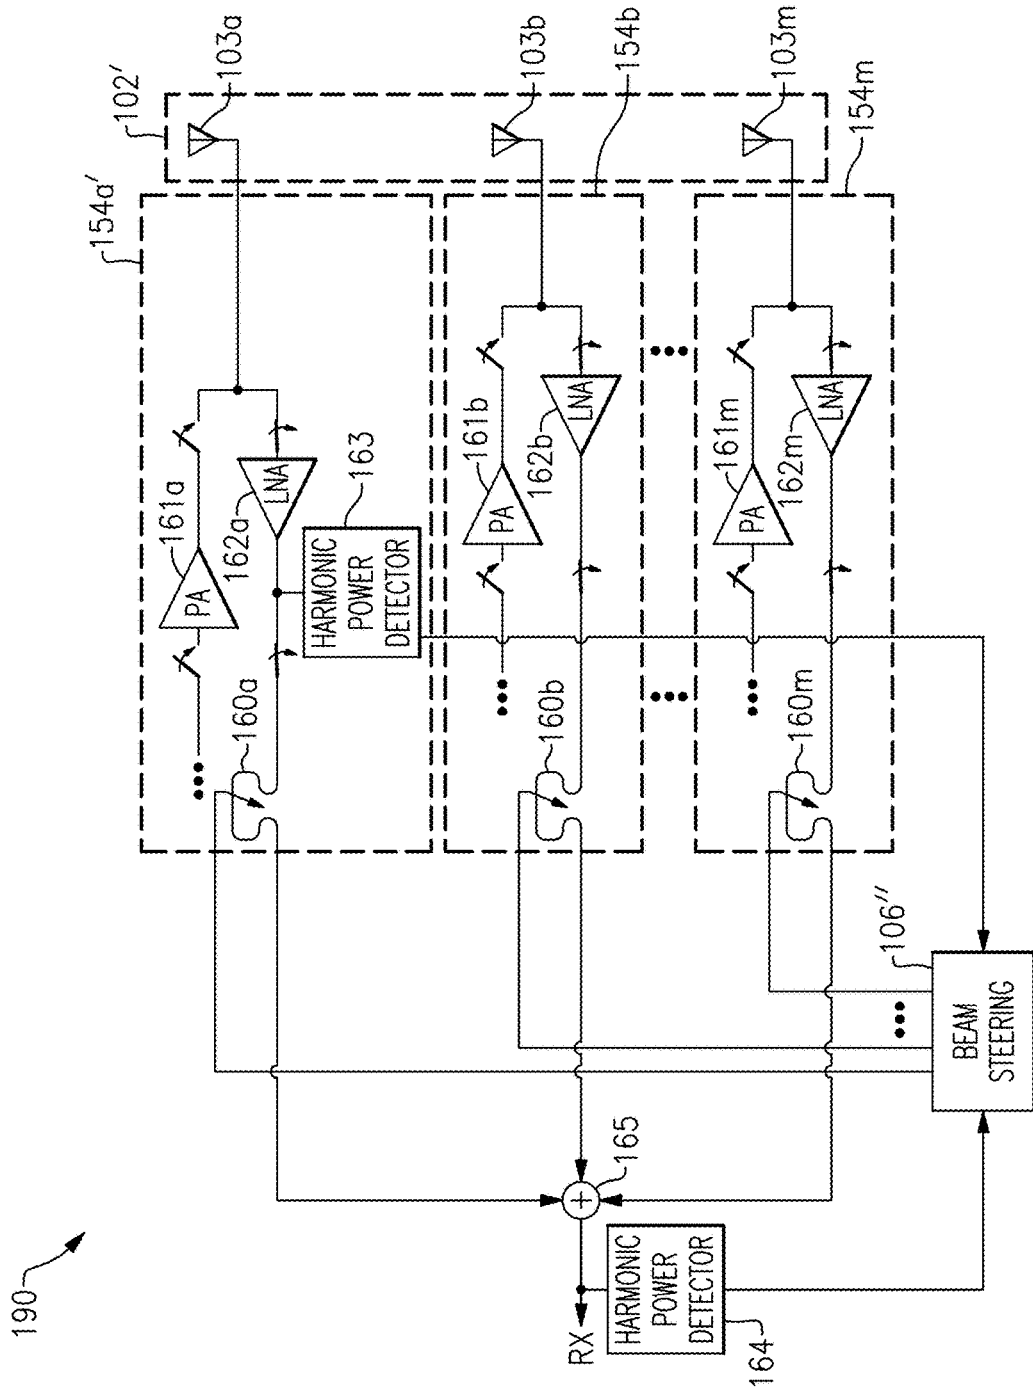 190
102'
103a
103b
103m
154a'
154b
154m
161a
PA
162a
LNA
163
HARMONIC
POWER
DETECTOR
160a
161b
PA
162b
LNA
160b
161m
PA
162m
LNA
160m
106''
BEAM
STEERING
165
+
RX
HARMONIC
POWER
DETECTOR
164